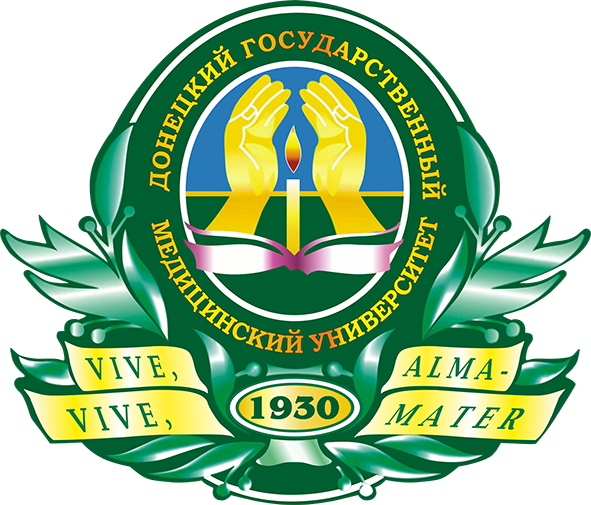 ДОНЕЦКИЙ ГОСУДАРСТВЕННЫЙ
МЕДИЦИНСКИЙ УНИВЕРСИТЕТ
VIVE,
VIVE,
1930
ALMA-
MATER